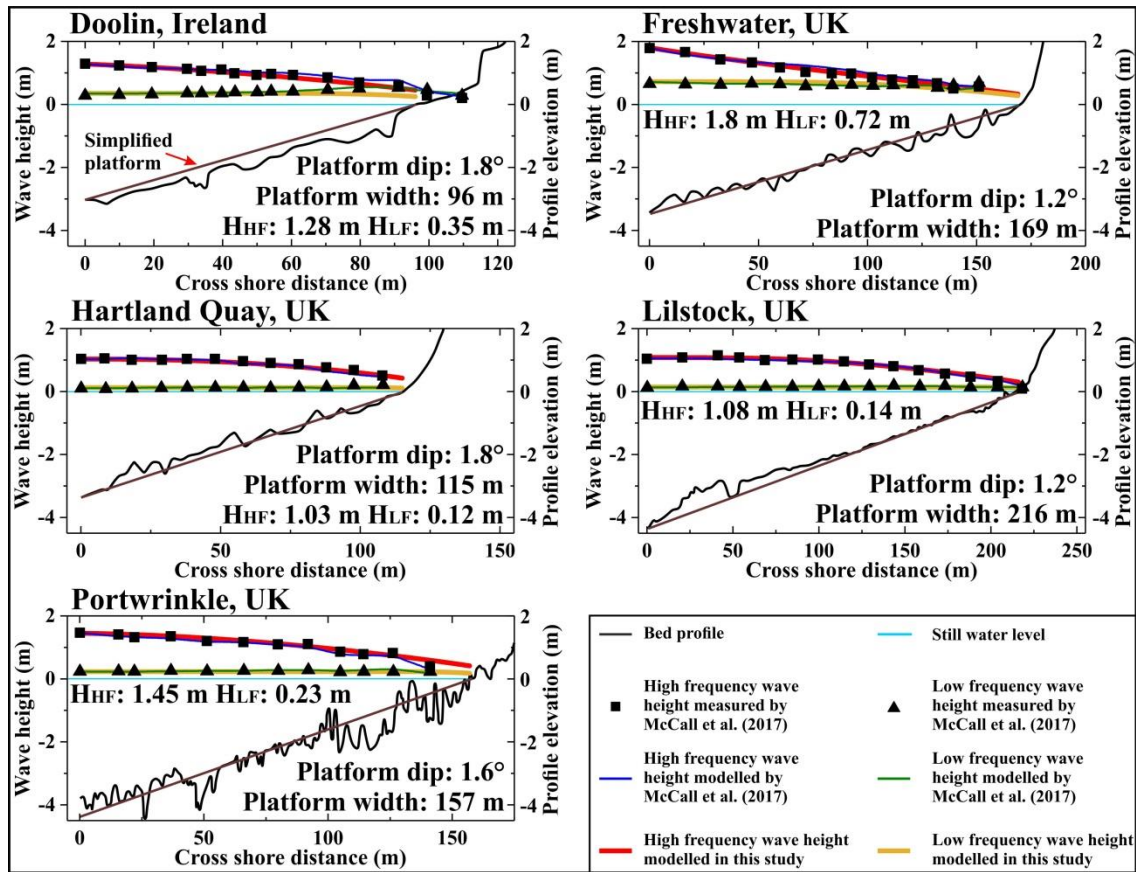 Doolin, Ireland
2
0
-2
-4
Wave height (m)
2
0
-2
-4
Profile elevation (m)
Simplified
platform
Platform dip: 1.8°
Platform width: 96 m
HHF: 1.28 m HLF: 0.35 m
0 20 40 60 80 100 120
Cross shore distance (m)
Freshwater, UK
2
0
-2
-4
Wave height (m)
2
0
-2
-4
Profile elevation (m)
HHF: 1.8 m HLF: 0.72 m
Platform dip: 1.2°
Platform width: 169 m
0 50 100 150 200
Cross shore distance (m)
Hartland Quay, UK
2
0
-2
-4
Wave height (m)
2
0
-2
-4
Profile elevation (m)
Platform dip: 1.8°
Platform width: 115 m
HHF: 1.03 m HLF: 0.12 m
0 50 100 150
Cross shore distance (m)
Lilstock, UK
2
0
-2
-4
Wave height (m)
2
0
-2
-4
Profile elevation (m)
HHF: 1.08 m HLF: 0.14 m
Platform dip: 1.2°
Platform width: 216 m
0 50 100 150 200 250
Cross shore distance (m)
Portwrinkle, UK
2
0
-2
-4
Wave height (m)
2
0
-2
-4
Profile elevation (m)
HHF: 1.45 m HLF: 0.23 m
Platform dip: 1.6°
Platform width: 157 m
0 50 100 150
Cross shore distance (m)
Bed profile
Still water level
High frequency wave
height measured by
McCall et al. (2017)
Low frequency wave
height measured by
McCall et al. (2017)
High frequency wave
height modelled by
McCall et al. (2017)
Low frequency wave
height modelled by
McCall et al. (2017)
High frequency wave height
modelled in this study
Low frequency wave height
modelled in this study